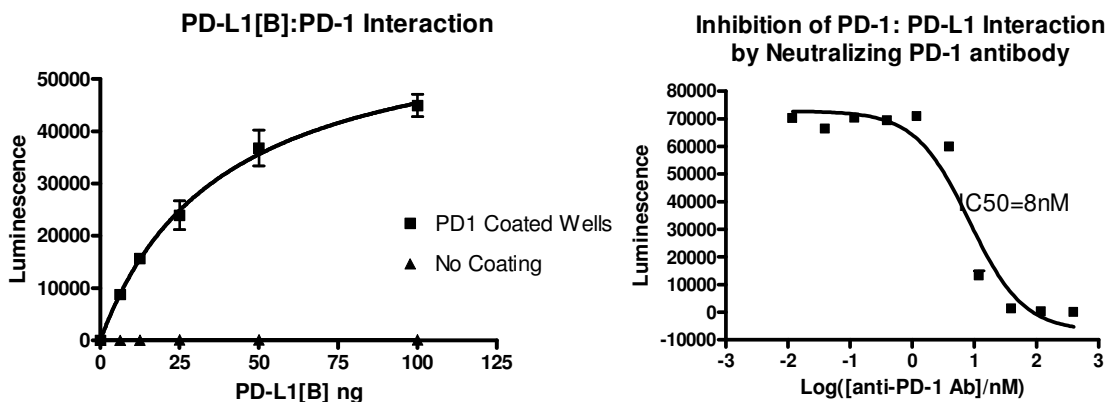 PD-L1[B]:PD-1 Interaction
50000
40000
30000
20000
10000
0
0
25
50
75
100
125
Luminescence
PD-L1[B] ng
PD1 Coated Wells
No Coating
Inhibition of PD-1: PD-L1 Interaction
by Neutralizing PD-1 antibody
80000
70000
60000
50000
40000
30000
20000
10000
0
-10000
-3
-2
-1
0
1
2
3
Luminescence
IC50=8nM
Log([anti-PD-1 Ab]/nM)